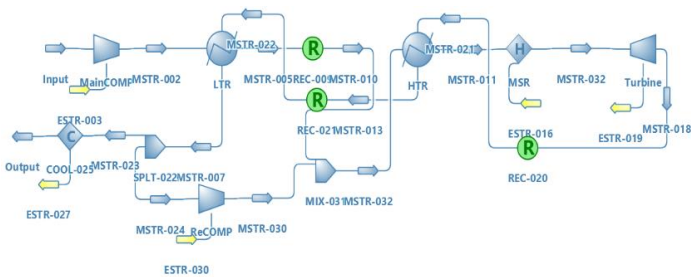 MSTR-022
MSTR-021
Input
MainCOMP
MSTR-002
LTR
MSTR-005
REC-009
MSTR-010
HTR
MSTR-011
MSR
MSTR-032
Turbine
R
R
H
ESTR-003
REC-021
MSTR-013
ESTR-016
ESTR-019
MSTR-018
C
R
Output
COOL-025
MSTR-023
SPLT-022
MSTR-007
REC-020
ESTR-027
MSTR-024
ReCOMP
MSTR-030
MIX-031
MSTR-032
ESTR-030